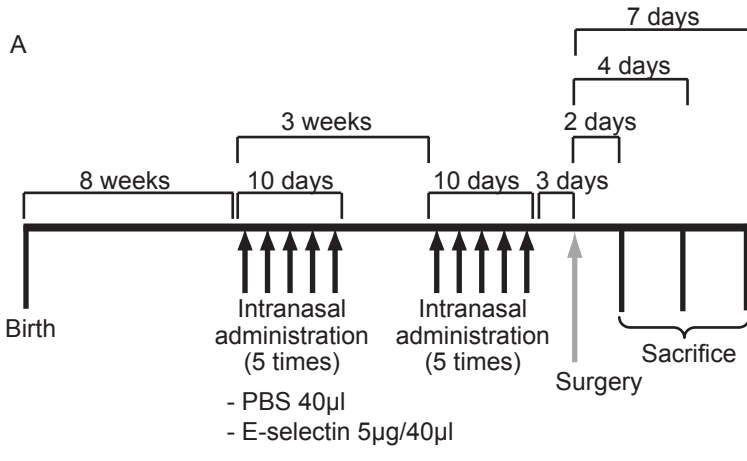 A
7 days
4 days
3 weeks
2 days
8 weeks
10 days
10 days
3 days
Birth
Intranasal
administration
(5 times)
- PBS 40µl
- E-selectin 5µg/40µl
Intranasal
administration
(5 times)
Surgery
Sacrifice